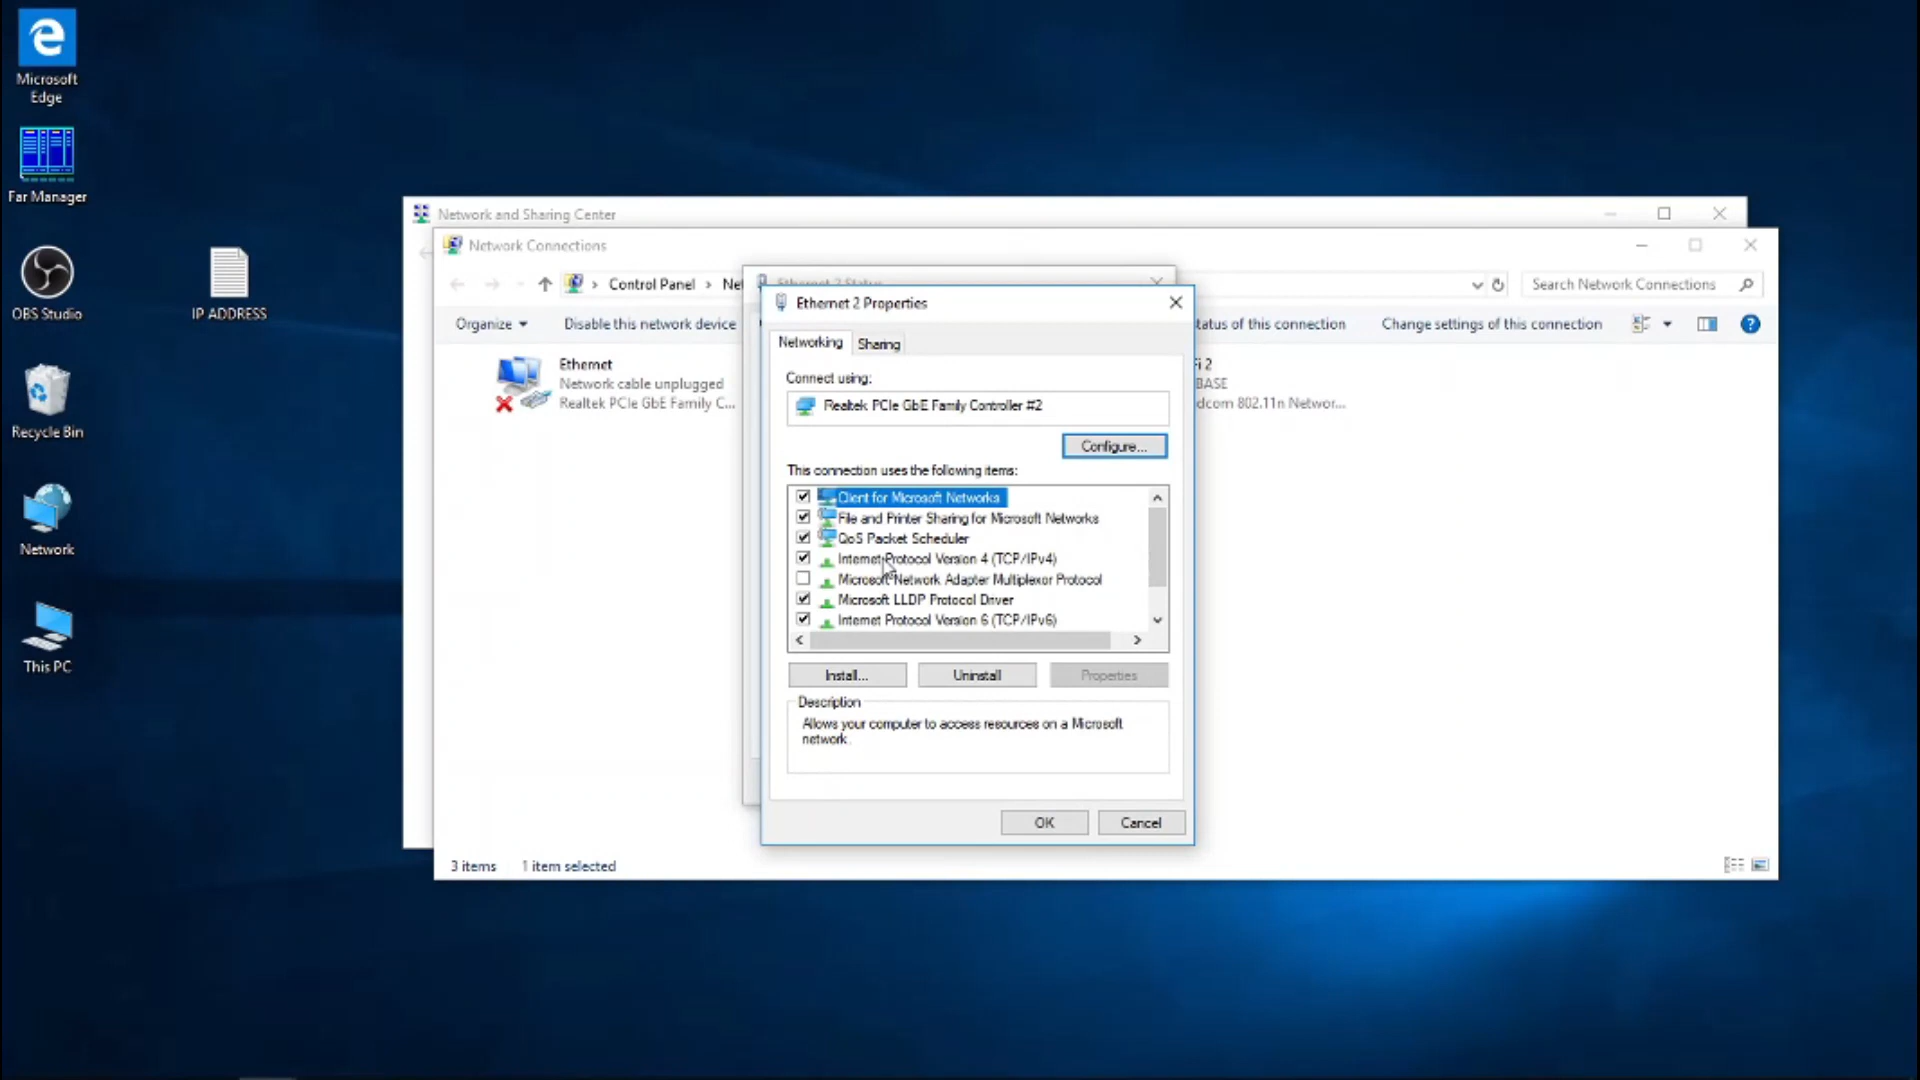 Microsoft
Edge
Far Manager
OBS Studio
IP ADDRESS
Recycle Bin
Network
This PC
Network and Sharing Center
Network Connections
Control Panel
Net
Ethernet 2 Status
Search Network Connections
Organize
Disable this network device
tatus of this connection
Change settings of this connection
Ethernet
Network cable unplugged
Realtek PCIe GbE Family C...
i 2
BASE
dcom 802.11n Networ...
Ethernet 2 Properties
Networking
Sharing
Connect using:
Realtek PCIe GbE Family Controller #2
Configure...
This connection uses the following items:
Client for Microsoft Networks
File and Printer Sharing for Microsoft Networks
QoS Packet Scheduler
Internet Protocol Version 4 (TCP/IPv4)
Microsoft Network Adapter Multiplexor Protocol
Microsoft LLDP Protocol Driver
Internet Protocol Version 6 (TCP/IPv6)
Install...
Uninstall
Properties
Description
Allows your computer to access resources on a Microsoft
network.
OK
Cancel
3 items
1 item selected